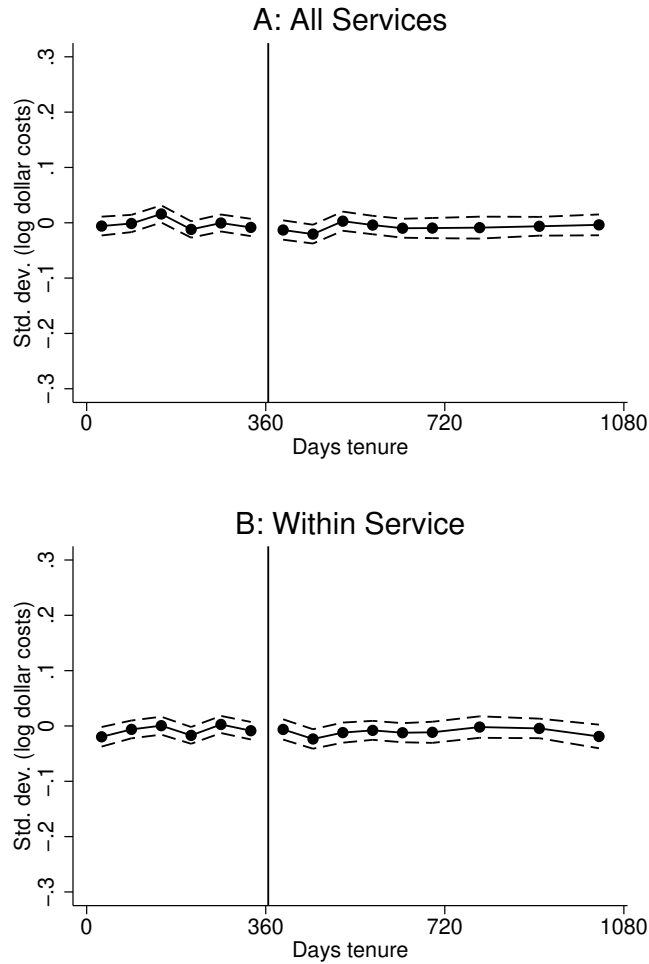 A: All Services
Std. dev. (log dollar costs)
.3
.2
.1
0
-.1
-.2
-.3
0 360 720 1080
Days tenure
B: Within Service
Std. dev. (log dollar costs)
.3
.2
.1
0
-.1
-.2
-.3
0 360 720 1080
Days tenure